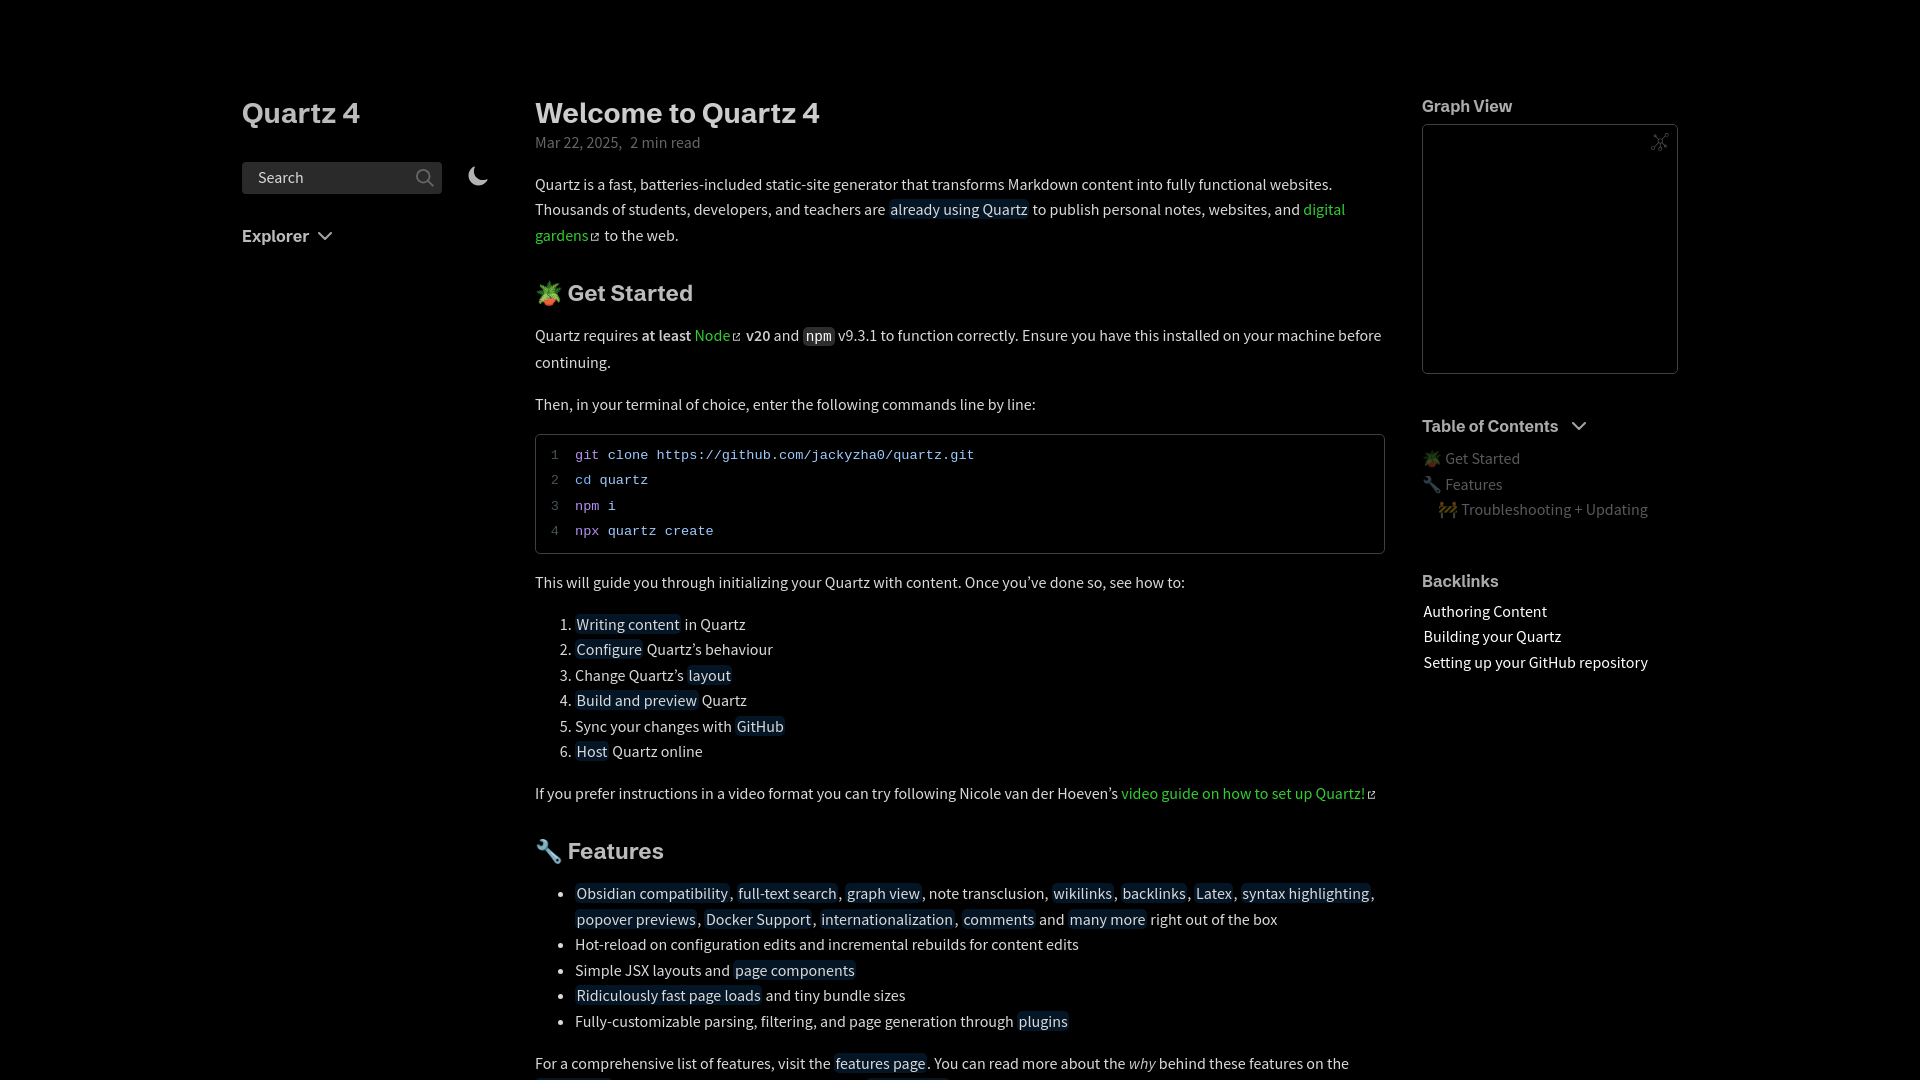 Quartz 4
Search
Explorer
Welcome to Quartz 4
Mar 22, 2025, 2 min read
Quartz is a fast, batteries-included static-site generator that transforms Markdown content into fully functional websites.
Thousands of students, developers, and teachers are already using Quartz to publish personal notes, websites, and digital
gardens to the web.
🪴 Get Started
Quartz requires at least Node v20 and npm v9.3.1 to function correctly. Ensure you have this installed on your machine before
continuing.
Then, in your terminal of choice, enter the following commands line by line:
1 git clone https://github.com/jackyzha0/quartz.git
2 cd quartz
3 npm i
4 npx quartz create
This will guide you through initializing your Quartz with content. Once you’ve done so, see how to:
1. Writing content in Quartz
2. Configure Quartz’s behaviour
3. Change Quartz’s layout
4. Build and preview Quartz
5. Sync your changes with GitHub
6. Host Quartz online
If you prefer instructions in a video format you can try following Nicole van der Hoeven’s video guide on how to set up Quartz!
🔧 Features
• Obsidian compatibility, full-text search, graph view, note transclusion, wikilinks, backlinks, Latex, syntax highlighting,
popover previews, Docker Support, internationalization, comments and many more right out of the box
• Hot-reload on configuration edits and incremental rebuilds for content edits
• Simple JSX layouts and page components
• Ridiculously fast page loads and tiny bundle sizes
• Fully-customizable parsing, filtering, and page generation through plugins
For a comprehensive list of features, visit the features page. You can read more about the why behind these features on the
Graph View
Table of Contents
🪴 Get Started
🔧 Features
🚧 Troubleshooting + Updating
Backlinks
Authoring Content
Building your Quartz
Setting up your GitHub repository